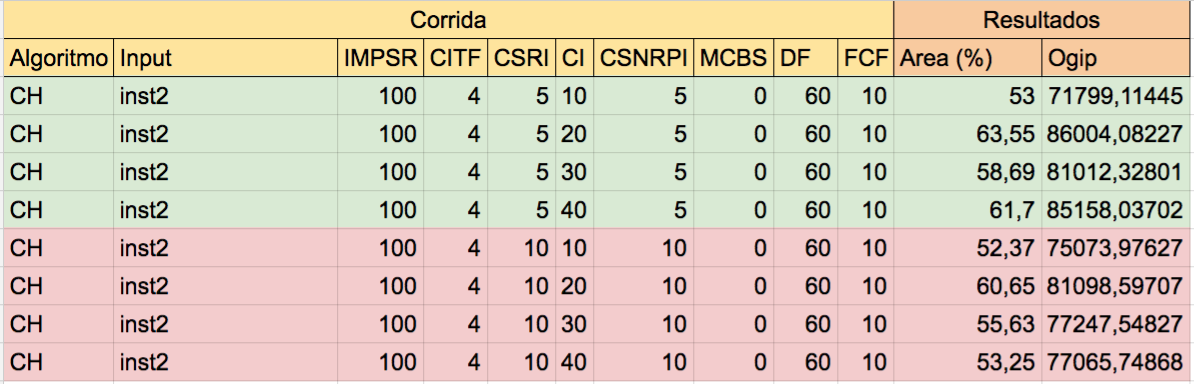 Corrida Resultados
Algoritmo Input IMPSR CITF CSRI CI CSNRPI MCBS DF FCF Area (%) Ogip
CH inst2 100 4 5 10 5 0 60 10 53 71799,11445
CH inst2 100 4 5 20 5 0 60 10 63,55 86004,08227
CH inst2 100 4 5 30 5 0 60 10 58,69 81012,32801
CH inst2 100 4 5 40 5 0 60 10 61,7 85158,03702
CH inst2 100 4 10 10 10 0 60 10 52,37 75073,97627
CH inst2 100 4 10 20 10 0 60 10 60,65 81098,59707
CH inst2 100 4 10 30 10 0 60 10 55,63 77247,54827
CH inst2 100 4 10 40 10 0 60 10 53,25 77065,74868